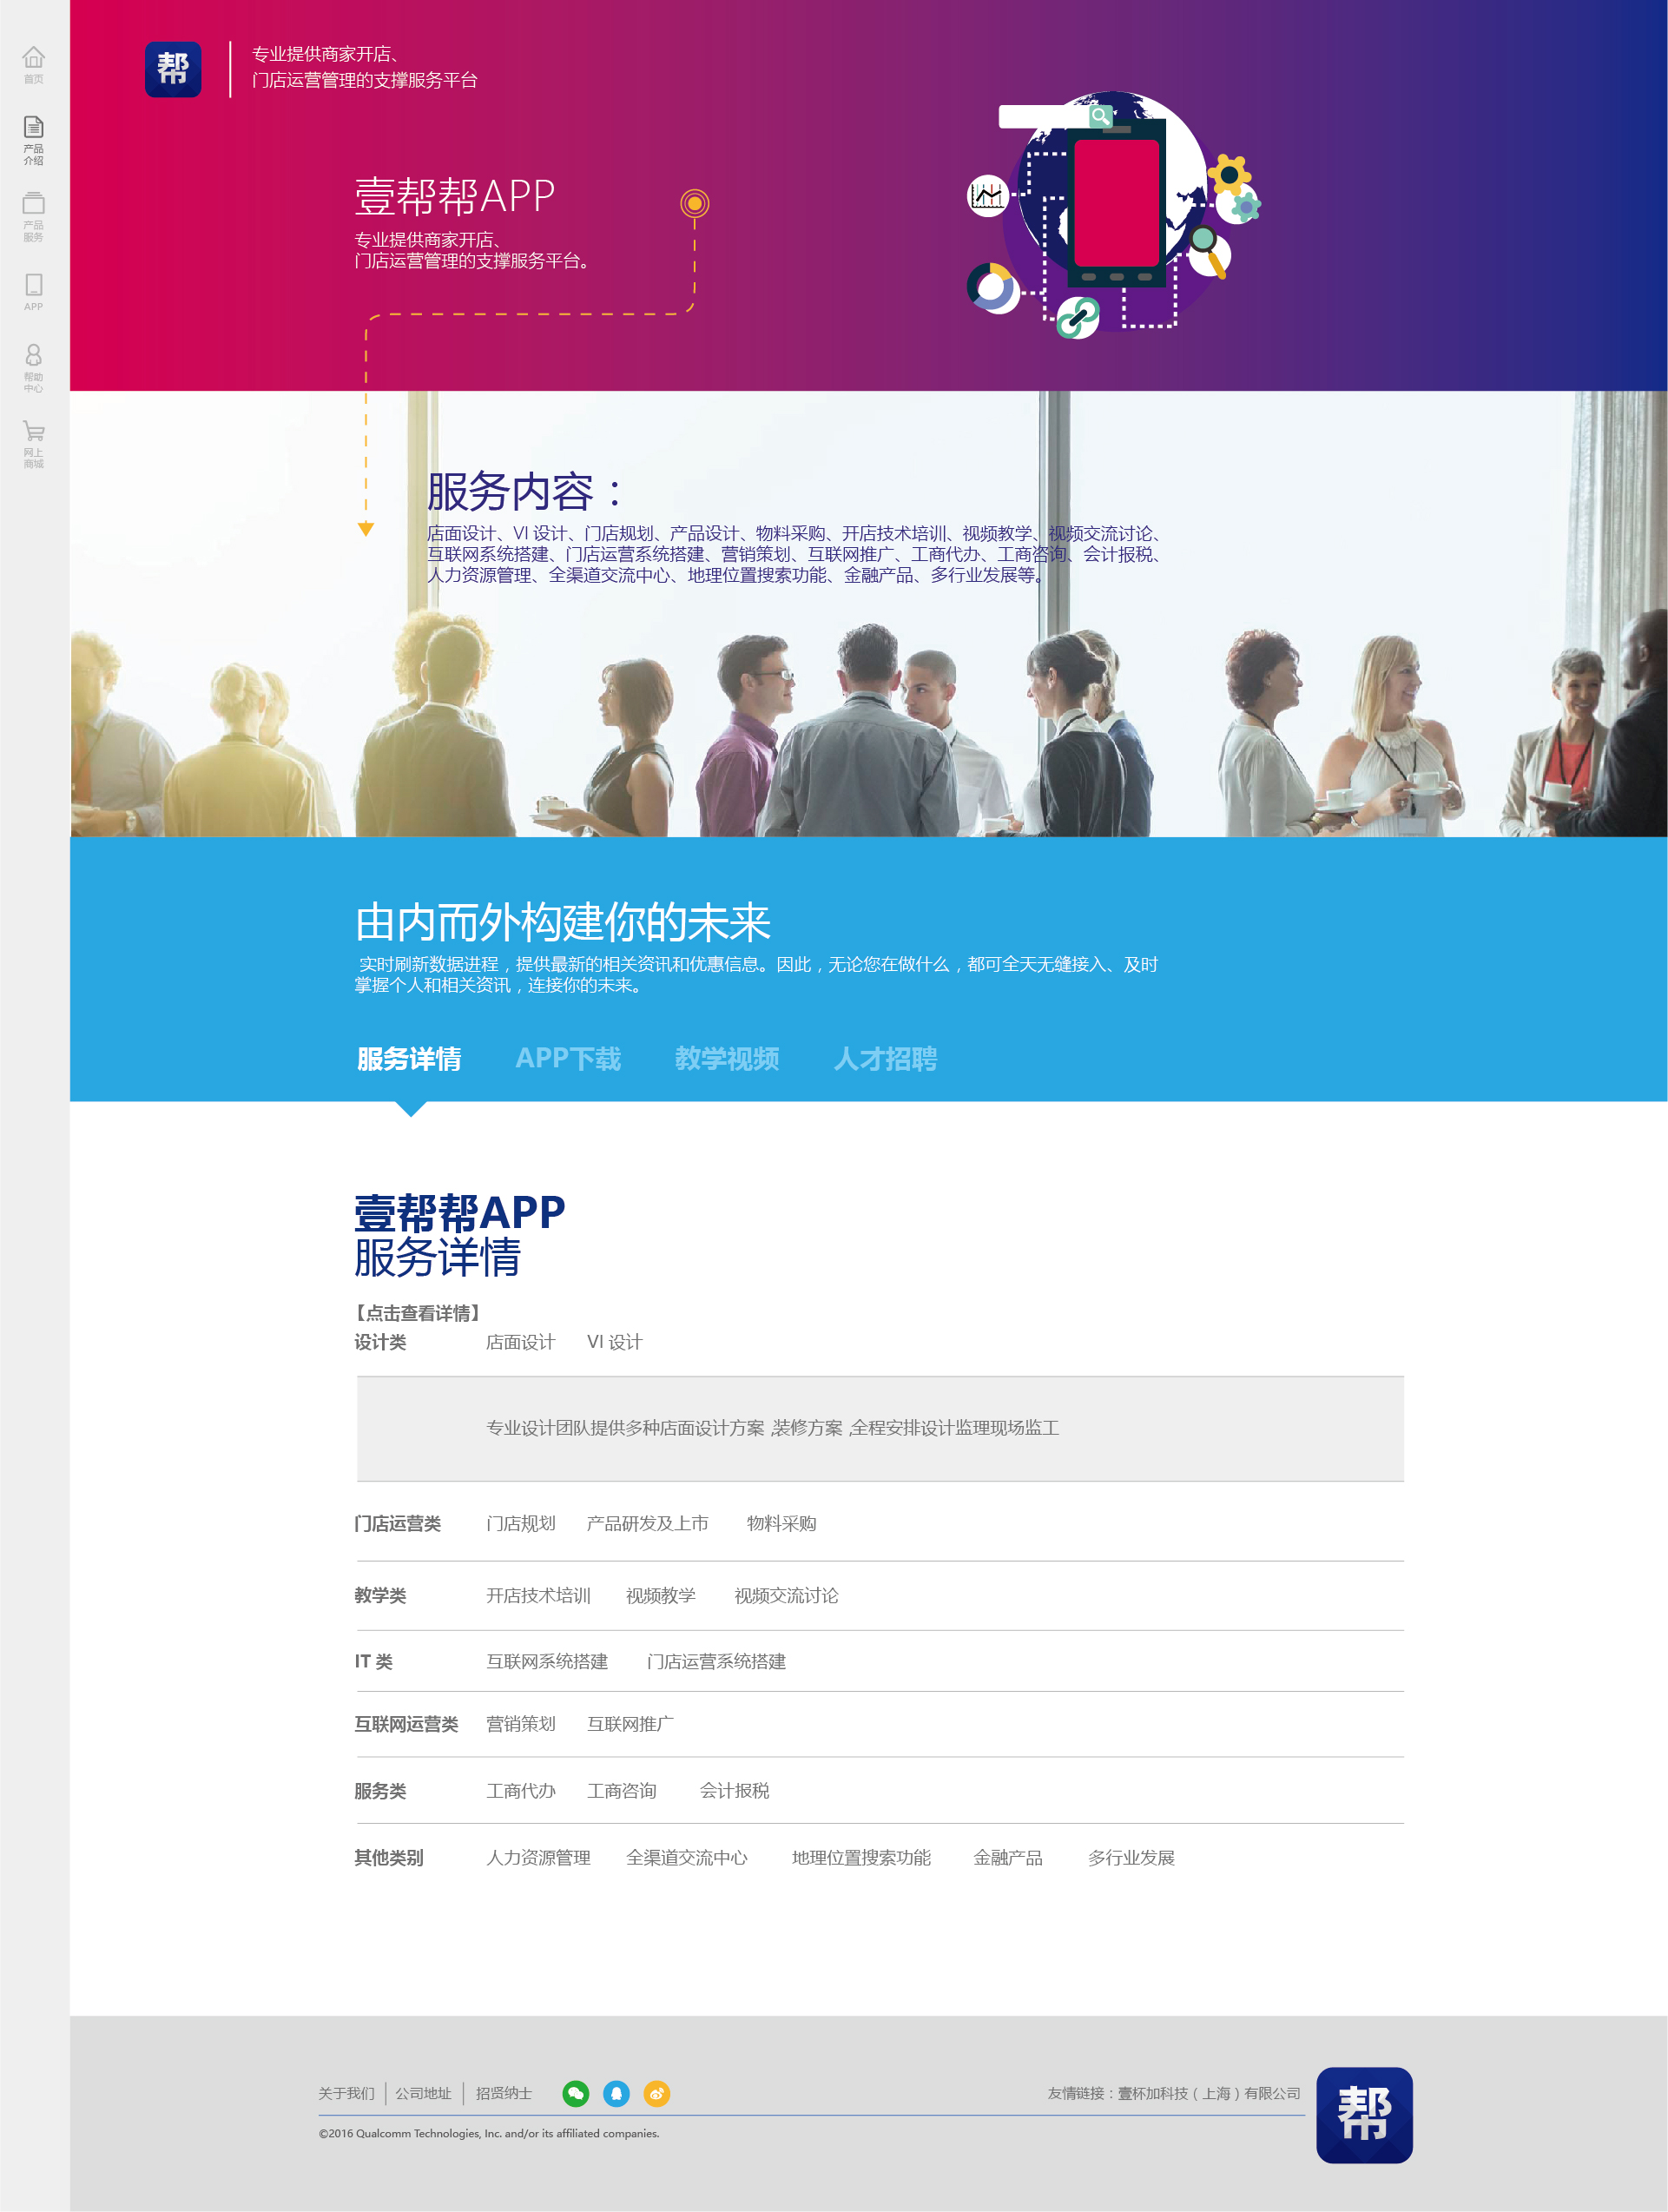 首页
产品
介绍
产品
服务
APP
帮助
中心
网上
商城
帮
专业提供商家开店、
门店运营管理的支撑服务平台
壹帮帮APP
专业提供商家开店、
门店运营管理的支撑服务平台。
服务内容：
店面设计、VI 设计、门店规划、产品设计、物料采购、开店技术培训、视频教学、视频交流讨论、
互联网系统搭建、门店运营系统搭建、营销策划、互联网推广、工商代办、工商咨询、会计报税、
人力资源管理、全渠道交流中心、地理位置搜索功能、金融产品、多行业发展等。
由内而外构建你的未来
实时刷新数据进程，提供最新的相关资讯和优惠信息。因此，无论您在做什么，都可全天无缝接入、及时
掌握个人和相关资讯，连接你的未来。
服务详情 APP下载 教学视频 人才招聘
壹帮帮APP
服务详情
【点击查看详情】
设计类 店面设计 VI 设计
专业设计团队提供多种店面设计方案 ,装修方案 ,全程安排设计监理现场监工
门店运营类 门店规划 产品研发及上市 物料采购
教学类 开店技术培训 视频教学 视频交流讨论
IT 类 互联网系统搭建 门店运营系统搭建
互联网运营类 营销策划 互联网推广
服务类 工商代办 工商咨询 会计报税
其他类别 人力资源管理 全渠道交流中心 地理位置搜索功能 金融产品 多行业发展
关于我们 公司地址 招贤纳士 友情链接：壹杯加科技（上海）有限公司
©2016 Qualcomm Technologies, Inc. and/or its affiliated companies.
帮